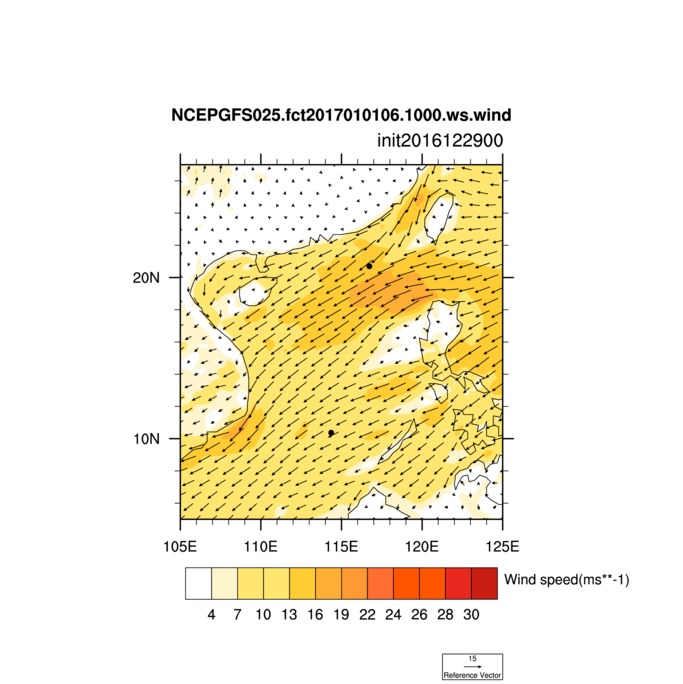 NCEPGFS025.fct2017010106.1000.ws.wind
init2016122900
20N
10N
105E 110E 115E 120E 125E
Wind speed(ms**-1)
4 7 10 13 16 19 22 24 26 28 30
15
Reference Vector